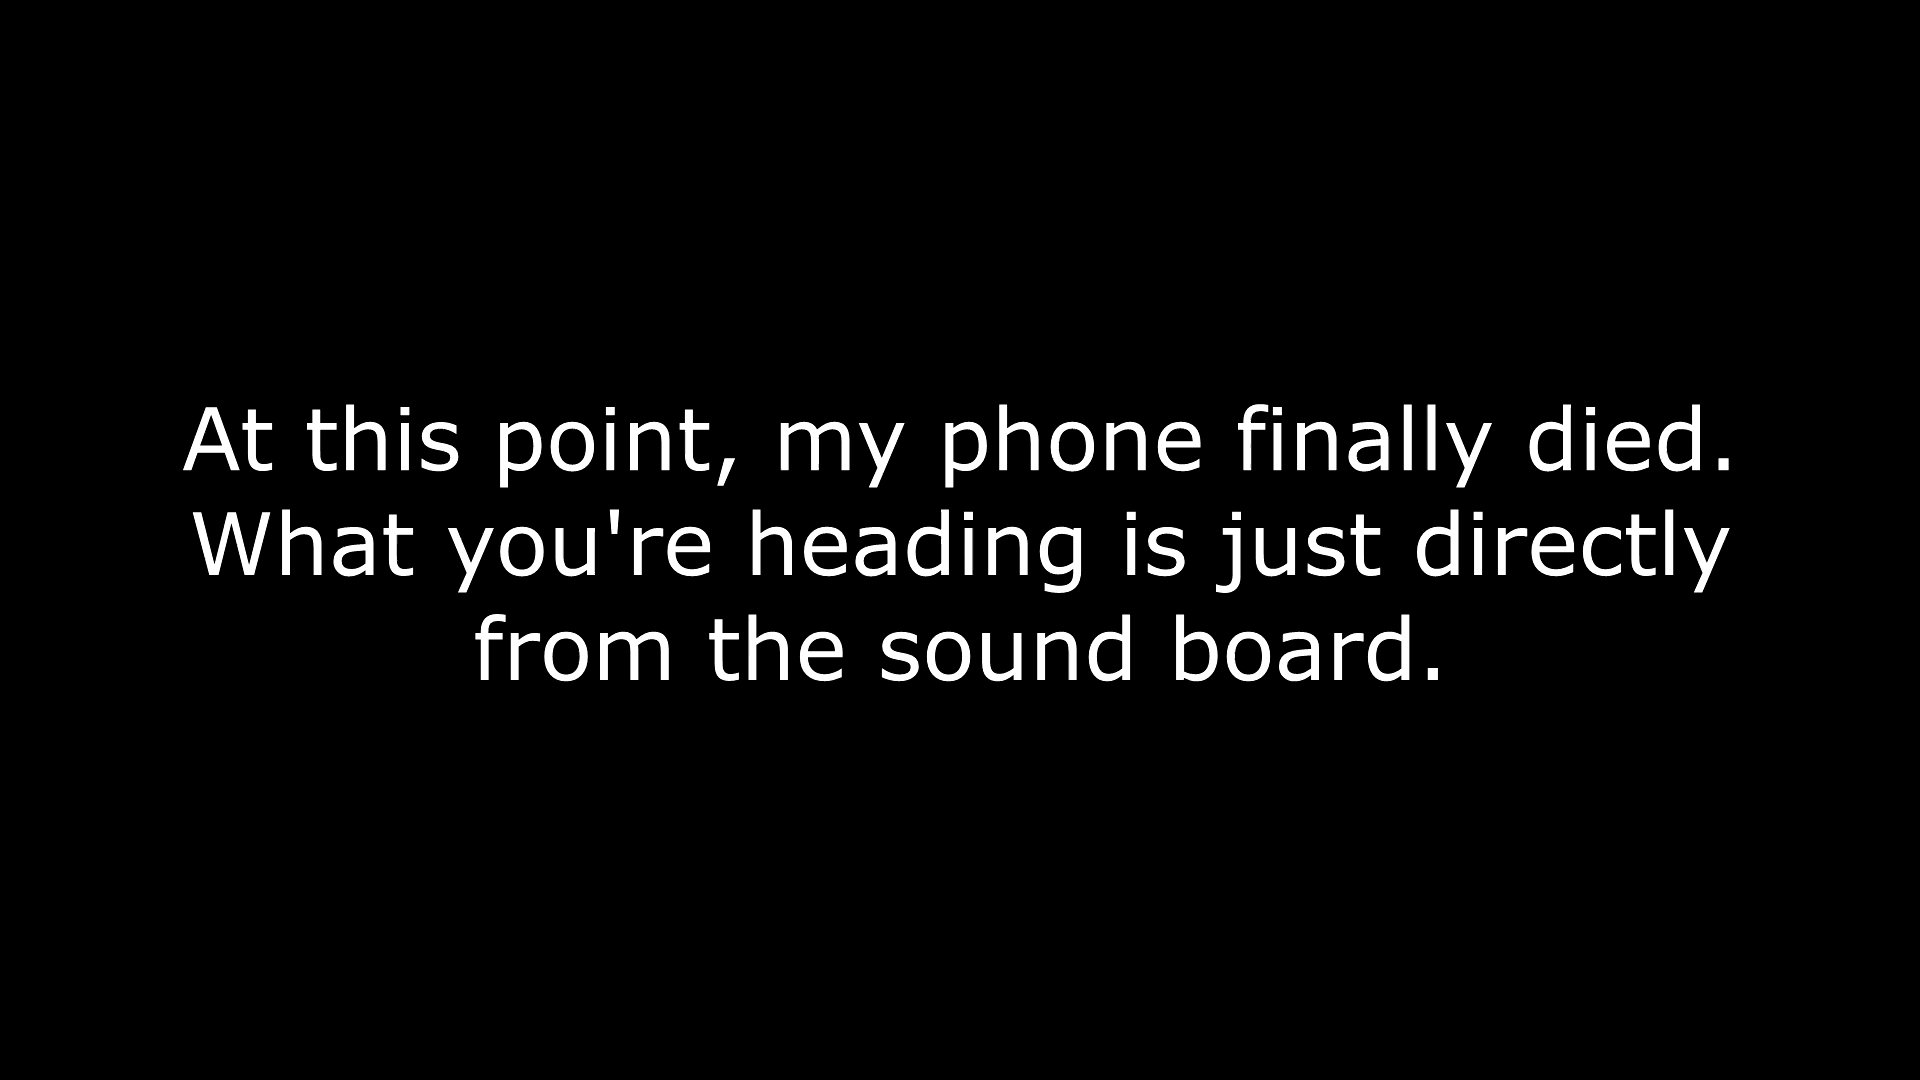 At this point, my phone finally died.
What you're heading is just directly
from the sound board.